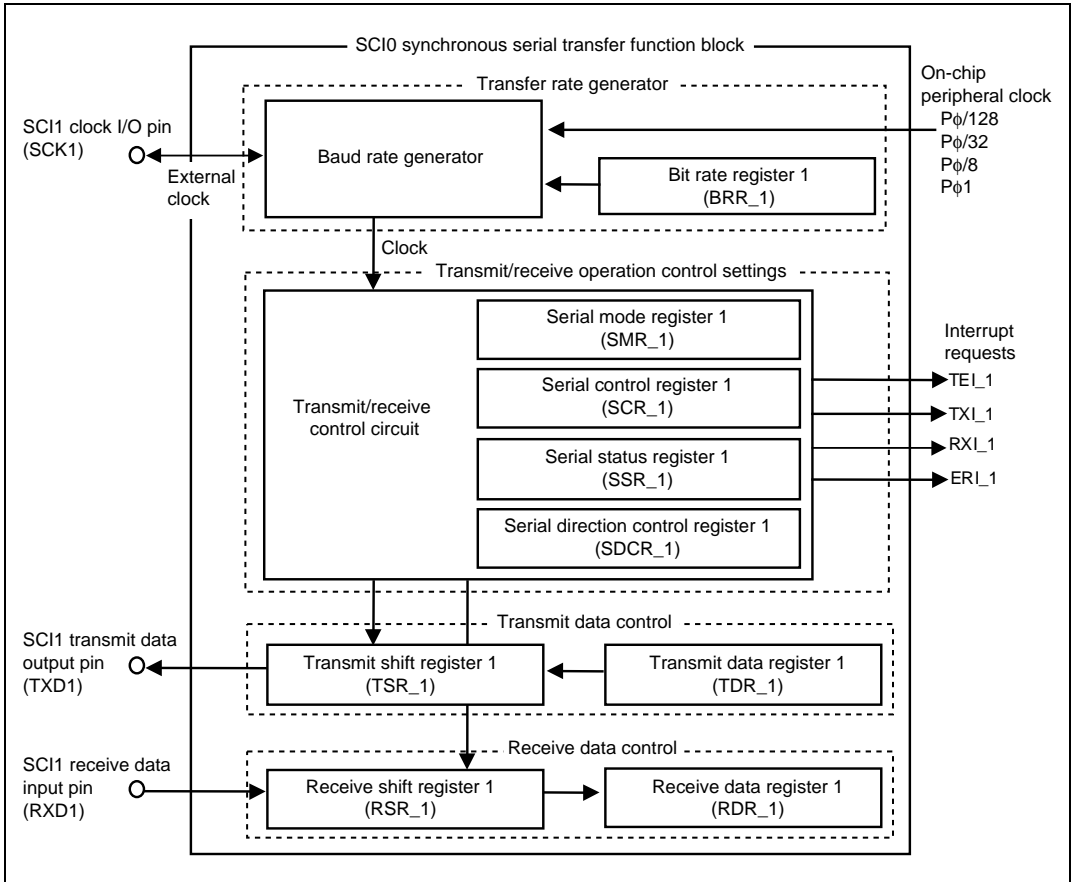 SCI0 synchronous serial transfer function block
Transfer rate generator
On-chip
peripheral clock
Pϕ/128
Pϕ/32
Pϕ/8
Pϕ1
SCI1 clock I/O pin
(SCK1)
External
clock
Baud rate generator
Bit rate register 1
(BRR_1)
Clock
Transmit/receive operation control settings
Transmit/receive
control circuit
Serial mode register 1
(SMR_1)
Serial control register 1
(SCR_1)
Serial status register 1
(SSR_1)
Serial direction control register 1
(SDCR_1)
Interrupt
requests
TEI_1
TXI_1
RXI_1
ERI_1
Transmit data control
SCI1 transmit data
output pin
(TXD1)
Transmit shift register 1
(TSR_1)
Transmit data register 1
(TDR_1)
Receive data control
SCI1 receive data
input pin
(RXD1)
Receive shift register 1
(RSR_1)
Receive data register 1
(RDR_1)